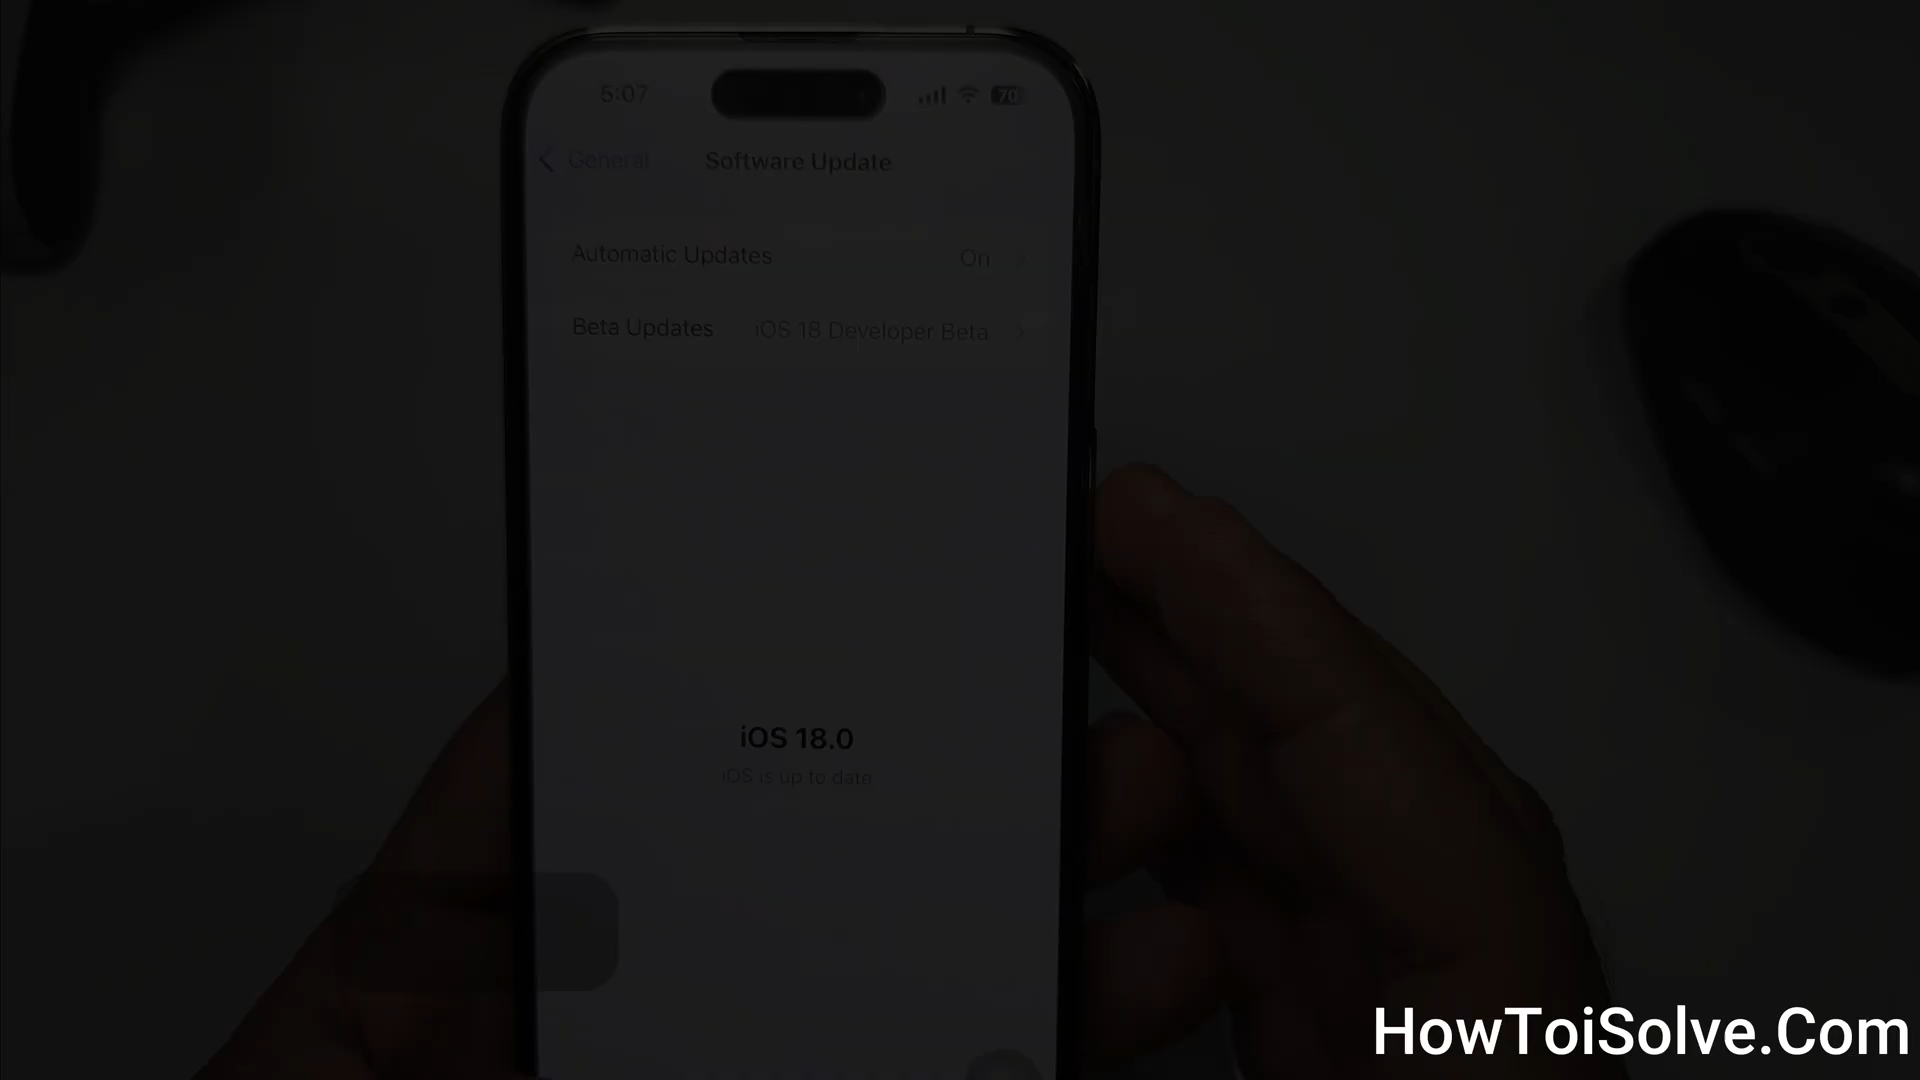 5:07
70
General
Software Update
Automatic Updates
On
Beta Updates
iOS 18 Developer Beta
iOS 18.0
iOS is up to date
HowToiSolve.Com